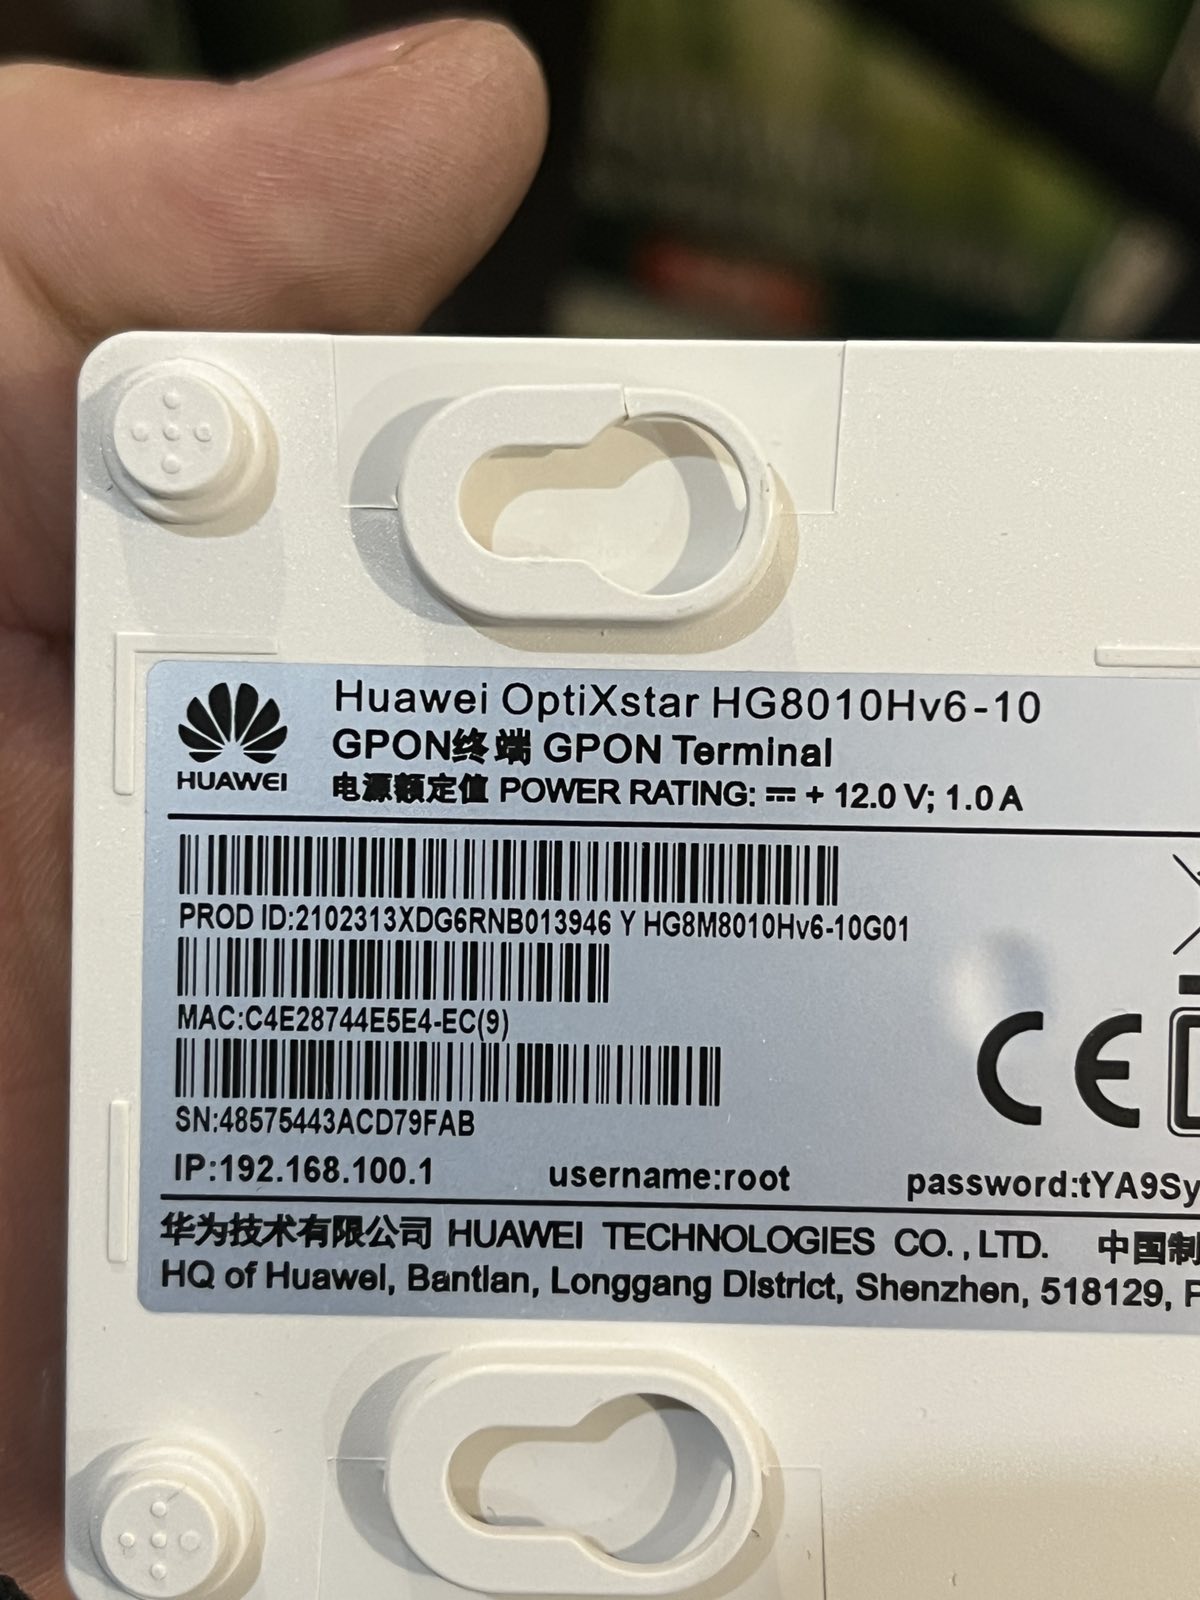 HUAWEI
Huawei OptiXstar HG8010Hv6-10
GPON终端 GPON Terminal
电源额定值 POWER RATING: ⎓ + 12.0 V; 1.0 A
PROD ID:2102313XDG6RNB013946 Y HG8M8010Hv6-10G01
MAC:C4E28744E5E4-EC(9)
SN:48575443ACD79FAB
IP:192.168.100.1 username:root password:tYA9Sy
华为技术有限公司 HUAWEI TECHNOLOGIES CO.,LTD. 中国制
HQ of Huawei, Bantian, Longgang District, Shenzhen, 518129,
CE